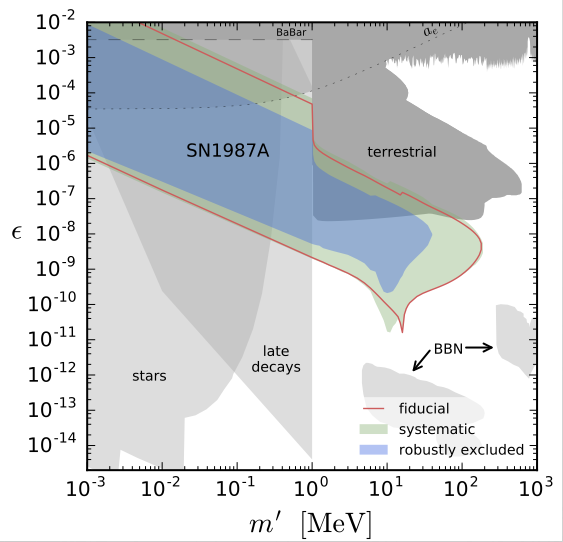 10⁻²
10⁻³
10⁻⁴
10⁻⁵
10⁻⁶
10⁻⁷
10⁻⁸
10⁻⁹
10⁻¹⁰
10⁻¹¹
10⁻¹²
10⁻¹³
10⁻¹⁴
ϵ
BaBar
aₑ
SN1987A
terrestrial
late
decays
stars
BBN
fiducial
systematic
robustly excluded
10⁻³ 10⁻² 10⁻¹ 10⁰ 10¹ 10² 10³
m′ [MeV]